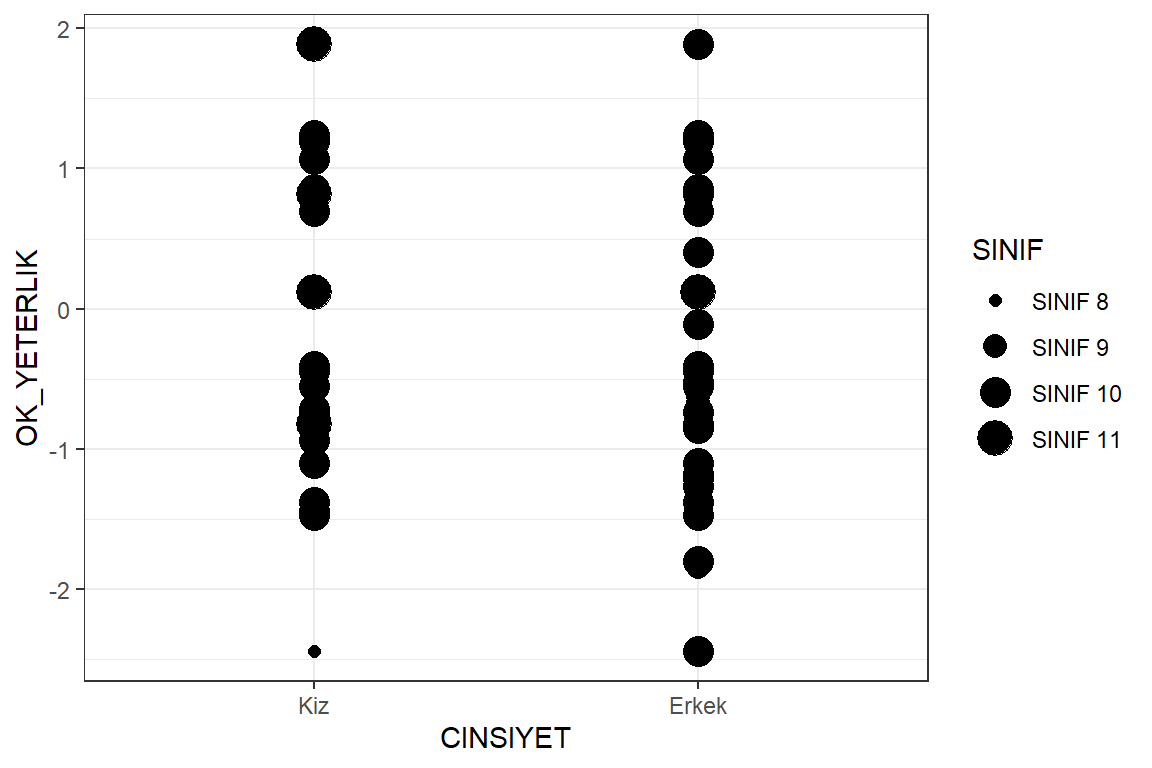 2
1
0
-1
-2
OK_YETERLIK
Kiz
Erkek
CINSIYET
SINIF
SINIF 8
SINIF 9
SINIF 10
SINIF 11